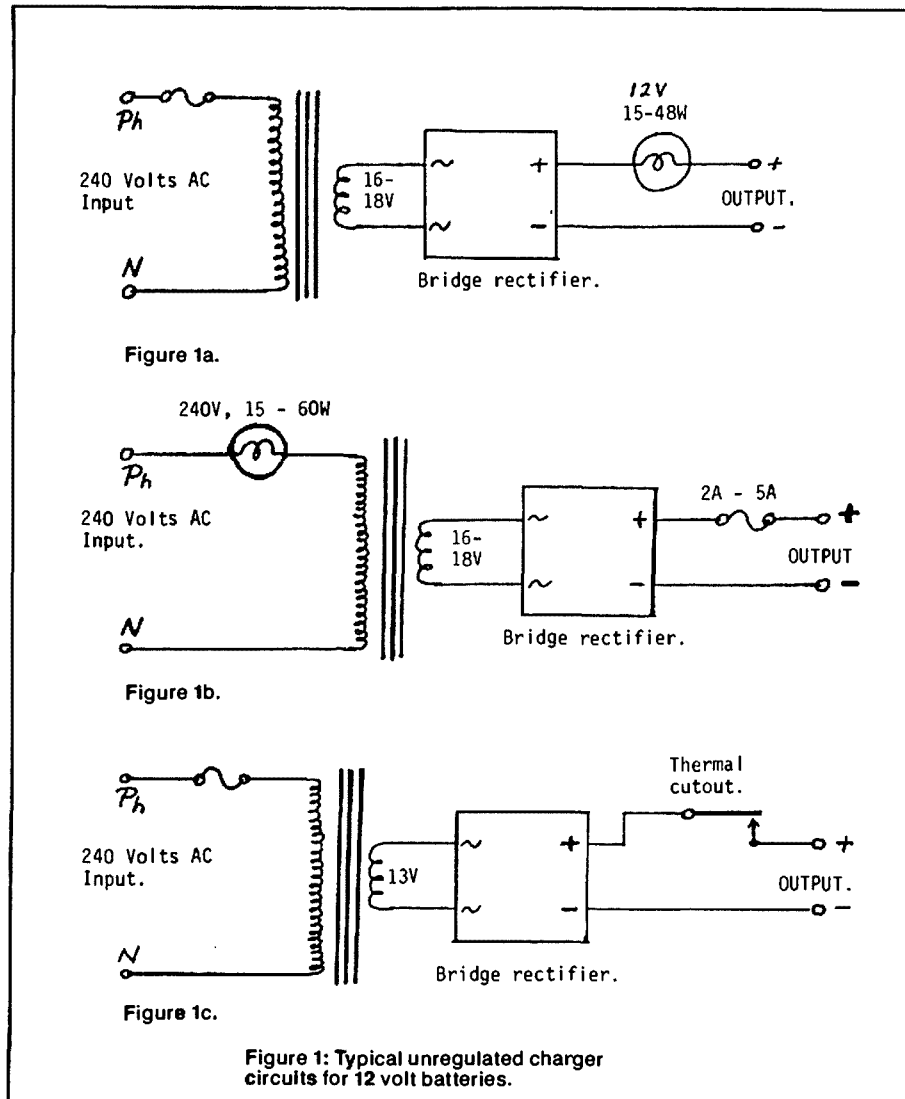 12V
15-48W
Ph
240 Volts AC
Input
N
16-
18V
~
~
+
-
+
OUTPUT.
-
Bridge rectifier.
Figure 1a.
240V, 15 - 60W
Ph
240 Volts AC
Input.
N
16-
18V
~
~
+
-
2A - 5A
+
OUTPUT
-
Bridge rectifier.
Figure 1b.
Thermal
cutout.
Ph
240 Volts AC
Input.
N
13V
~
~
+
-
+
OUTPUT.
-
Bridge rectifier.
Figure 1c.
Figure 1: Typical unregulated charger
circuits for 12 volt batteries.